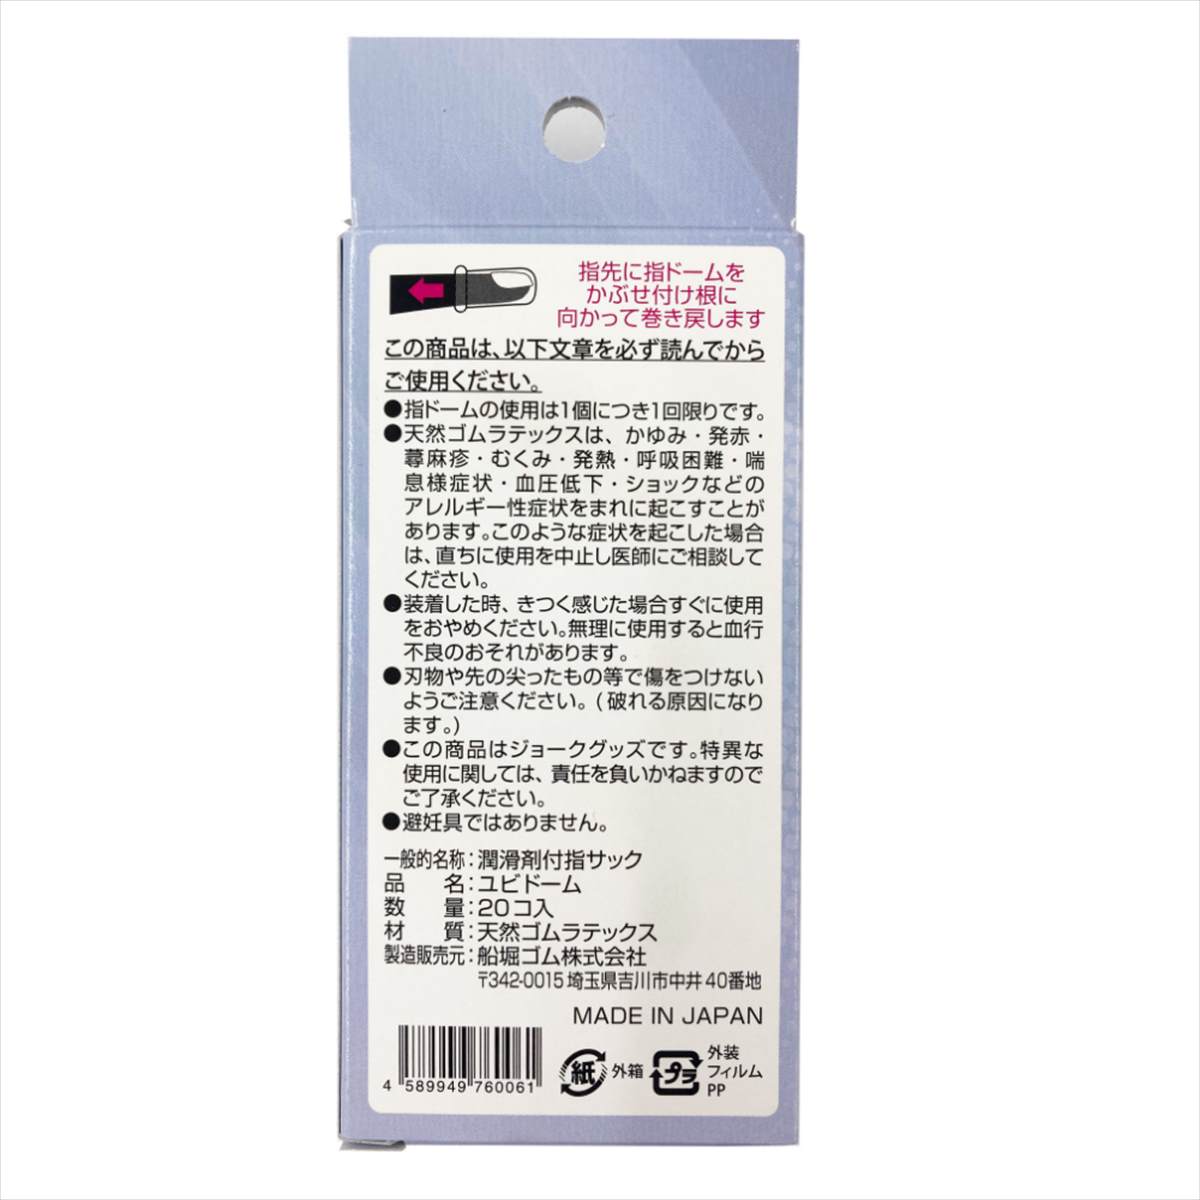 指先に指ドームを
かぶせ付け根に
向かって巻き戻します
この商品は、以下文章を必ず読んでから
ご使用ください。
●指ドームの使用は1個につき1回限りです。
●天然ゴムラテックスは、かゆみ・発赤・
蕁麻疹・むくみ・発熱・呼吸困難・喘
息様症状・血圧低下・ショックなどの
アレルギー性症状をまれに起こすことが
あります。このような症状を起こした場合
は、直ちに使用を中止し医師にご相談して
ください。
●装着した時、きつく感じた場合すぐに使用
をおやめください。無理に使用すると血行
不良のおそれがあります。
●刃物や先の尖ったもの等で傷をつけない
ようご注意ください。(破れる原因になり
ます。)
●この商品はジョークグッズです。特異な
使用に関しては、責任を負いかねますので
ご了承ください。
●避妊具ではありません。
一般的名称：潤滑剤付指サック
品 名：ユビドーム
数 量：20コ入
材 質：天然ゴムラテックス
製造販売元：船堀ゴム株式会社
〒342-0015 埼玉県吉川市中井40番地
MADE IN JAPAN
4 589949 760061
紙 外箱
プラ 外装
フィルム
PP